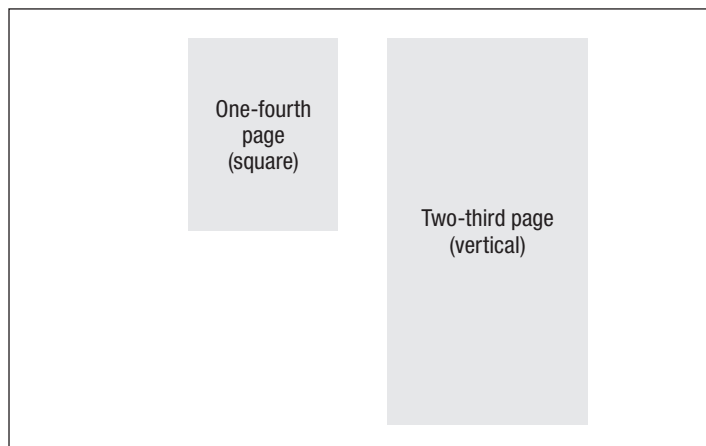 One-fourth
page
(square)
Two-third page
(vertical)